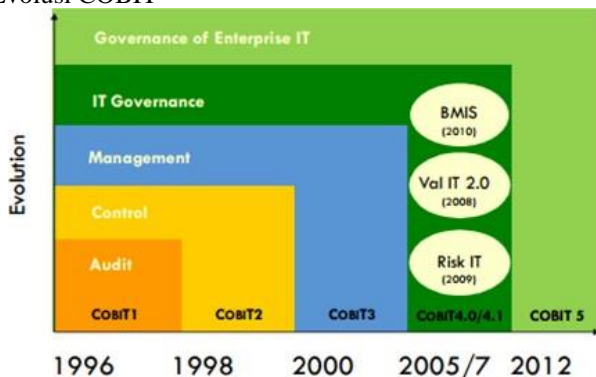 Evolusi COBIT
Governance of Enterprise IT
IT Governance
BMIS
(2010)
Management
Val IT 2.0
(2008)
Control
Audit
Risk IT
(2009)
COBIT1
COBIT2
COBIT3
COBIT4.0/4.1
COBIT 5
Evolution
1996
1998
2000
2005/7
2012